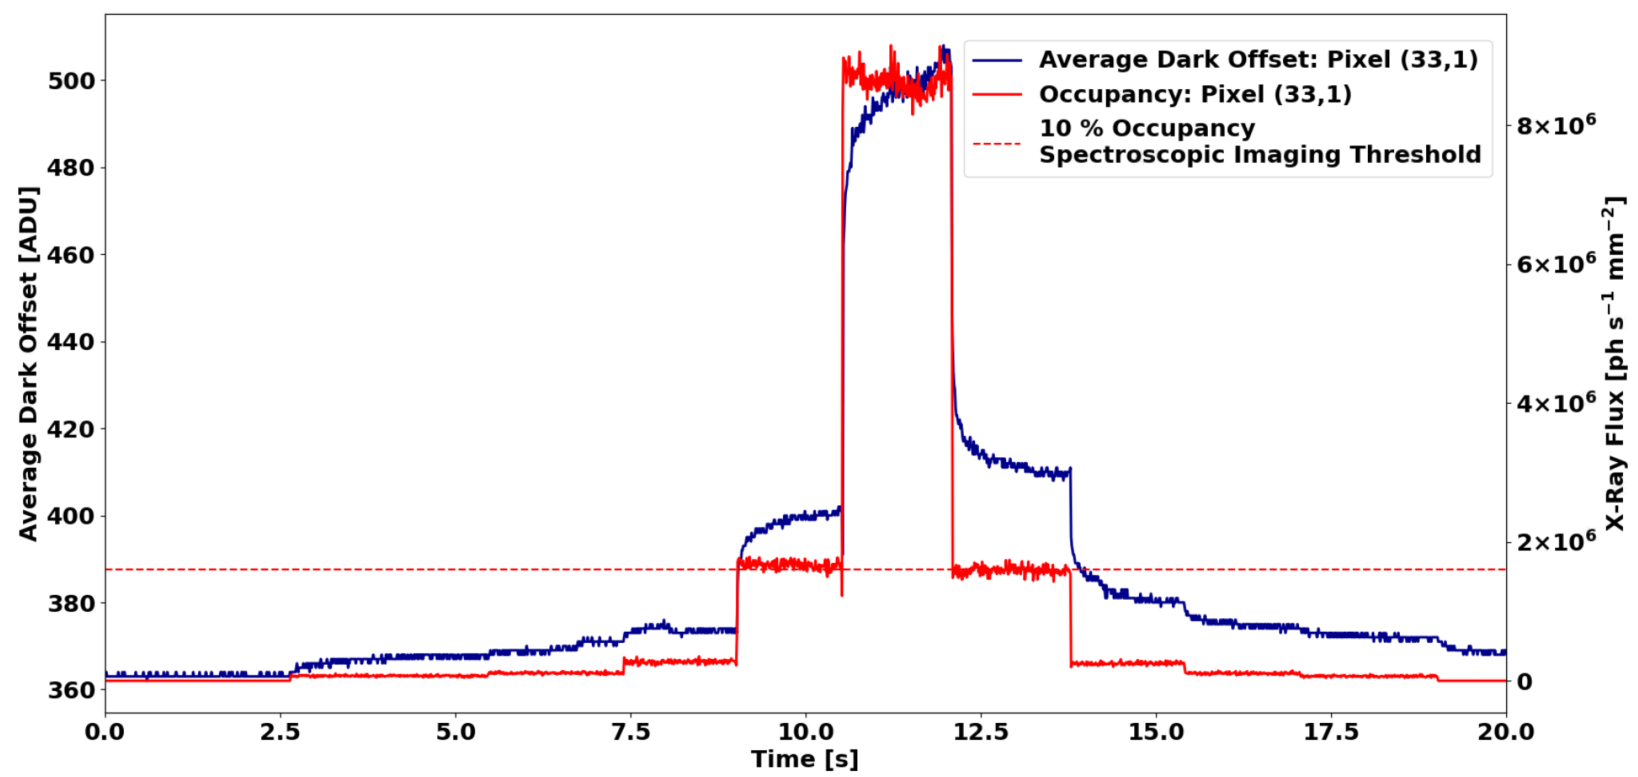 Average Dark Offset: Pixel (33,1)
Occupancy: Pixel (33,1)
10 % Occupancy
Spectroscopic Imaging Threshold
Average Dark Offset [ADU]
500
480
460
440
420
400
380
360
8×10⁶
6×10⁶
4×10⁶
2×10⁶
0
X-Ray Flux [ph s⁻¹ mm⁻²]
0.0 2.5 5.0 7.5 10.0 12.5 15.0 17.5 20.0
Time [s]